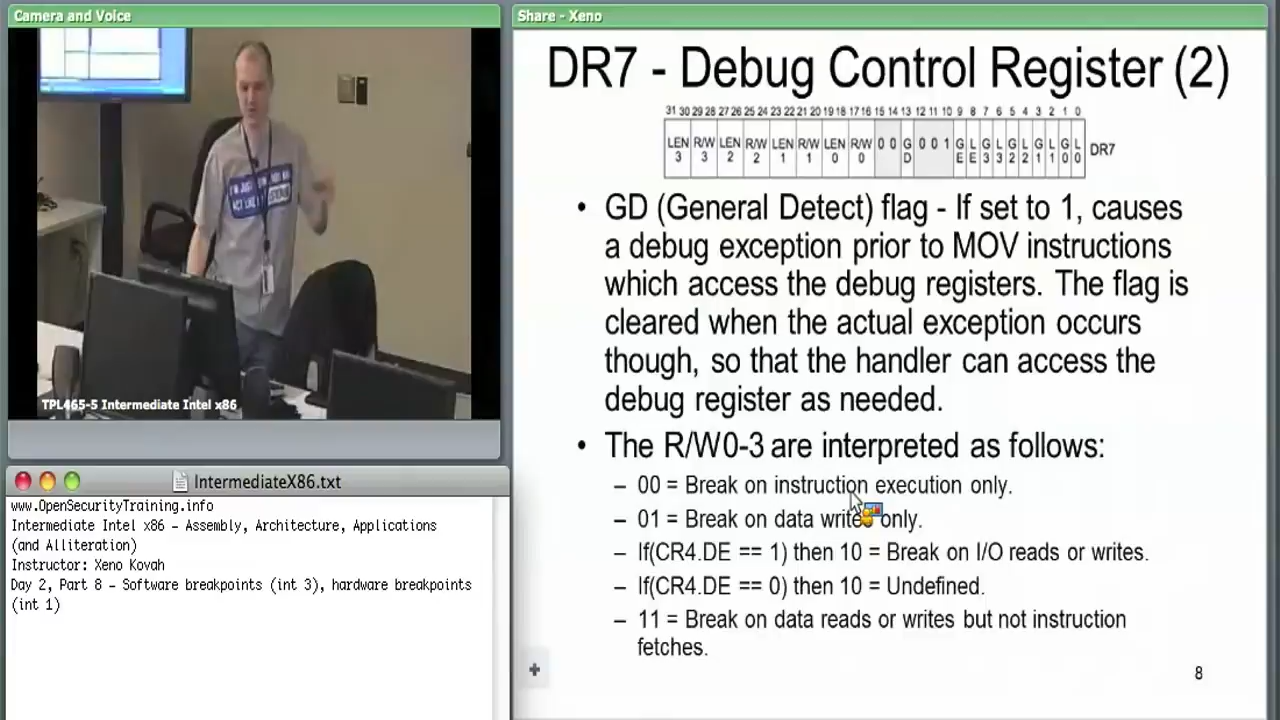 Camera and Voice
TPL465-5 Intermediate Intel x86
IntermediateX86.txt
www.OpenSecurityTraining.info
Intermediate Intel x86 – Assembly, Architecture, Applications
(and Alliteration)
Instructor: Xeno Kovah
Day 2, Part 8 – Software breakpoints (int 3), hardware breakpoints
(int 1)
Share - Xeno
DR7 - Debug Control Register (2)
31 30 29 28 27 26 25 24 23 22 21 20 19 18 17 16 15 14 13 12 11 10 9 8 7 6 5 4 3 2 1 0
LEN R/W LEN R/W LEN R/W LEN R/W 0 0 G 0 0 1 G L G L G L G L G L DR7
3 3 2 2 1 1 0 0 D E E 3 3 2 2 1 1 0 0
• GD (General Detect) flag - If set to 1, causes
a debug exception prior to MOV instructions
which access the debug registers. The flag is
cleared when the actual exception occurs
though, so that the handler can access the
debug register as needed.
• The R/W0-3 are interpreted as follows:
– 00 = Break on instruction execution only.
– 01 = Break on data writes only.
– If(CR4.DE == 1) then 10 = Break on I/O reads or writes.
– If(CR4.DE == 0) then 10 = Undefined.
– 11 = Break on data reads or writes but not instruction
fetches.
8